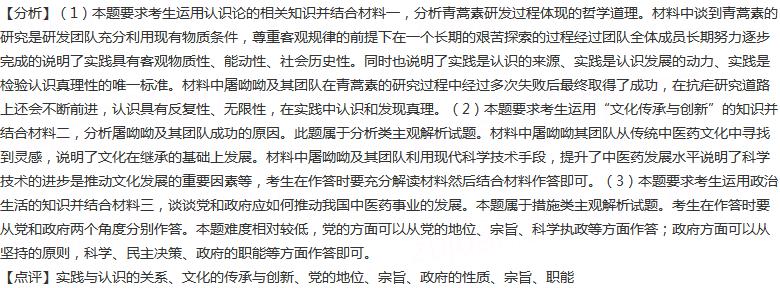 【分析】（1）本题要求考生运用认识论的相关知识并结合材料一，分析青蒿素研发过程体现的哲学道理。材料中谈到青蒿素的
研究是研发团队充分利用现有物质条件，尊重客观规律的前提下在一个长期的艰苦探索的过程经过团队全体成员长期努力逐步
完成的说明了实践具有客观物质性、能动性、社会历史性。同时也说明了实践是认识的来源、实践是认识发展的动力、实践是
检验认识真理性的唯一标准。材料中屠呦呦及其团队在青蒿素的研究过程中经过多次失败后最终取得了成功，在抗疟研究道路
上还会不断前进，认识具有反复性、无限性，在实践中认识和发现真理。（2）本题要求考生运用“文化传承与创新”的知识并
结合材料二，分析屠呦呦及其团队成功的原因。此题属于分析类主观解析试题。材料中屠呦呦其团队从传统中医药文化中寻找
到灵感，说明了文化在继承的基础上发展。材料中屠呦呦及其团队利用现代科学技术手段，提升了中医药发展水平说明了科学
技术的进步是推动文化发展的重要因素等，考生在作答时要充分解读材料然后结合材料作答即可。（3）本题要求考生运用政治
生活的知识并结合材料三，谈谈党和政府应如何推动我国中医药事业的发展。本题属于措施类主观解析试题。考生在作答时要
从党和政府两个角度分别作答。本题难度相对较低，党的方面可以从党的地位、宗旨、科学执政等方面作答；政府方面可以从
坚持的原则，科学、民主决策、政府的职能等方面作答即可。
【点评】实践与认识的关系、文化的传承与创新、党的地位、宗旨、政府的性质、宗旨、职能